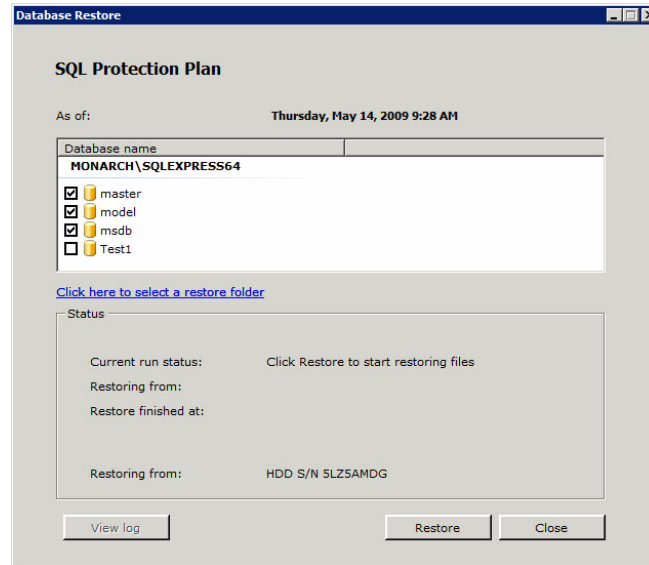 Database Restore
SQL Protection Plan
As of: Thursday, May 14, 2009 9:28 AM
Database name
MONARCH\SQLEXPRESS64
master
model
msdb
Test1
Click here to select a restore folder
Status
Current run status: Click Restore to start restoring files
Restoring from:
Restore finished at:
Restoring from: HDD S/N 5LZ5AMDG
View log Restore Close